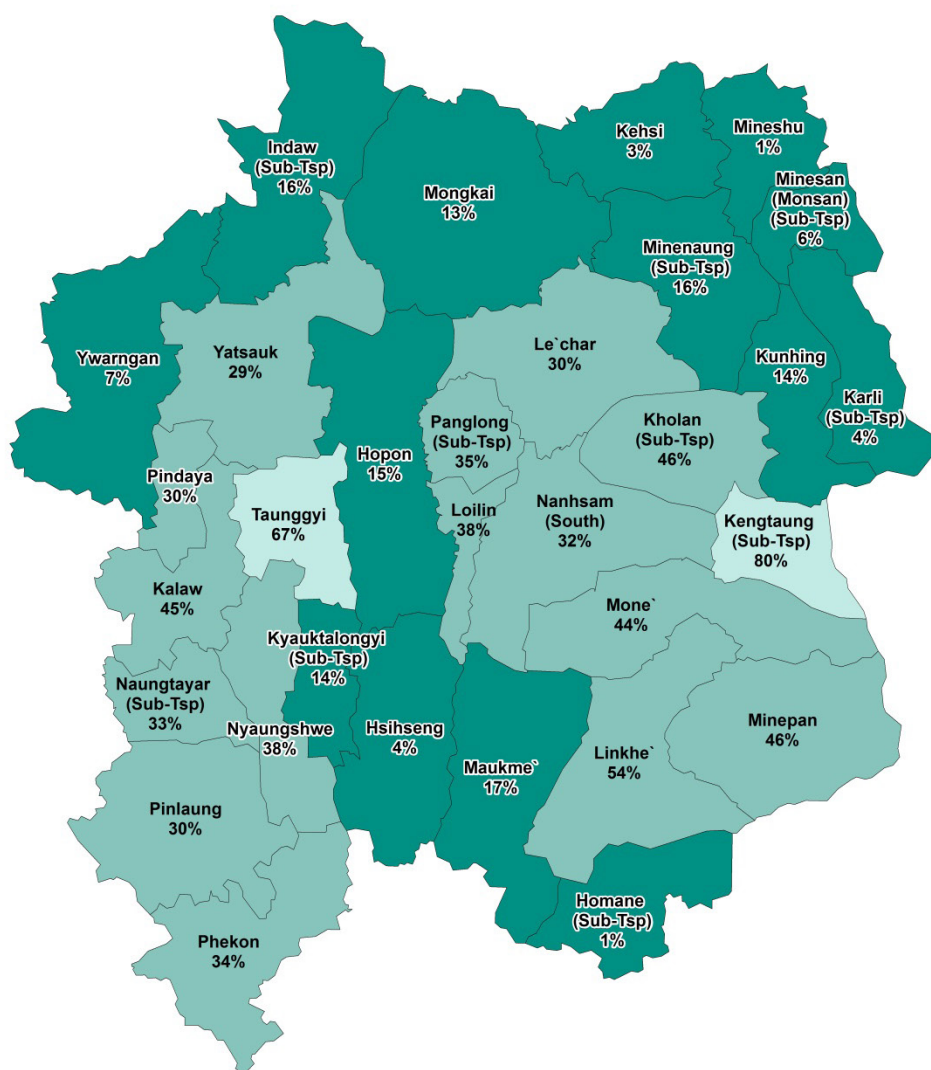 Kehsi
3%
Mineshu
1%
Indaw
(Sub-Tsp)
16%
Mongkai
13%
Minesan
(Monsan)
(Sub-Tsp)
6%
Minenaung
(Sub-Tsp)
16%
Ywarngan
7%
Yatsauk
29%
Le`char
30%
Kunhing
14%
Karli
(Sub-Tsp)
4%
Panglong
(Sub-Tsp)
35%
Kholan
(Sub-Tsp)
46%
Hopon
15%
Pindaya
30%
Taunggyi
67%
Loilin
38%
Nanhsam
(South)
32%
Kengtaung
(Sub-Tsp)
80%
Kalaw
45%
Mone`
44%
Kyauktalongyi
(Sub-Tsp)
14%
Naungtayar
(Sub-Tsp)
33%
Nyaungshwe
38%
Hsihseng
4%
Minepan
46%
Linkhe`
54%
Maukme`
17%
Pinlaung
30%
Homane
(Sub-Tsp)
1%
Phekon
34%